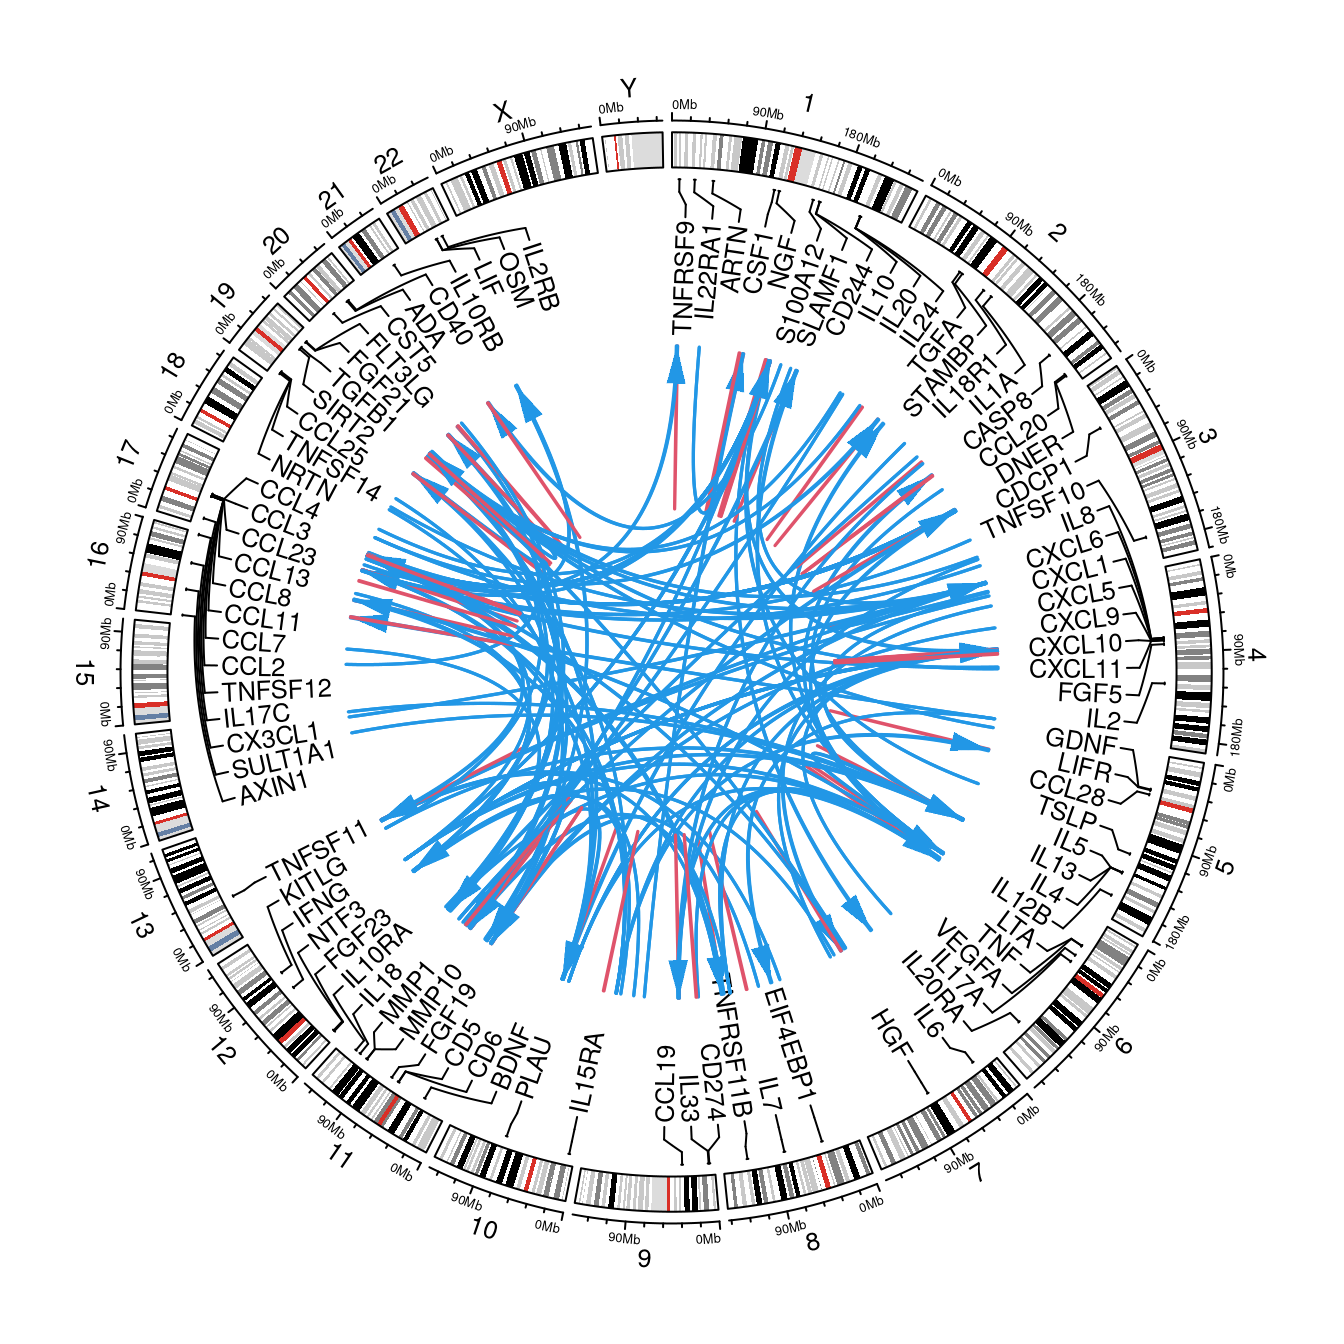 1
0Mb
90Mb
180Mb
2
0Mb
90Mb
180Mb
3
0Mb
90Mb
180Mb
4
0Mb
90Mb
180Mb
5
0Mb
90Mb
180Mb
6
0Mb
90Mb
7
0Mb
90Mb
8
0Mb
90Mb
9
0Mb
90Mb
10
0Mb
90Mb
11
0Mb
90Mb
12
0Mb
90Mb
13
0Mb
90Mb
14
0Mb
90Mb
15
0Mb
90Mb
16
0Mb
90Mb
17
0Mb
18
0Mb
19
0Mb
20
0Mb
21
0Mb
22
0Mb
X
0Mb
90Mb
Y
0Mb
TNFRSF9
IL22RA1
ARTN
CSF1
NGF
S100A12
SLAMF1
CD244
IL10
IL20
IL24
TGFA
STAMBP
IL18R1
IL1A
CASP8
CCL20
DNER
CDCP1
TNFSF10
IL8
CXCL6
CXCL1
CXCL5
CXCL9
CXCL10
CXCL11
FGF5
IL2
GDNF
LIFR
CCL28
TSLP
IL5
IL13
IL4
IL12B
LTA
TNF
VEGFA
IL17A
IL20RA
IL6
HGF
EIF4EBP1
IL7
TNFRSF11B
CD274
IL33
CCL19
IL15RA
PLAU
BDNF
CD6
CD5
FGF19
MMP10
MMP1
IL18
IL10RA
FGF23
NTF3
IFNG
KITLG
TNFSF11
AXIN1
SULT1A1
CX3CL1
IL17C
TNFSF12
CCL2
CCL7
CCL11
CCL8
CCL13
CCL23
CCL3
CCL4
NRTN
TNFSF14
CCL25
SIRT2
TGFB1
FGF21
FLT3LG
CST5
ADA
CD40
IL10RB
LIF
OSM
IL2RB